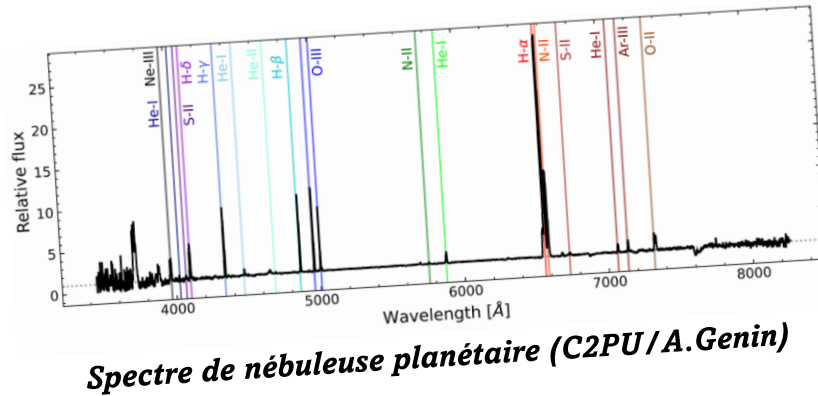 Ne-III
H-δ
H-γ
He-I
He-II
H-β
O-III
N-II
He-I
H-α
N-II
S-II
He-I
Ar-III
O-II
He-I
S-II
Relative flux
25
20
15
10
5
0
4000
5000
6000
7000
8000
Wavelength [Å]
Spectre de nébuleuse planétaire (C2PU/A.Genin)